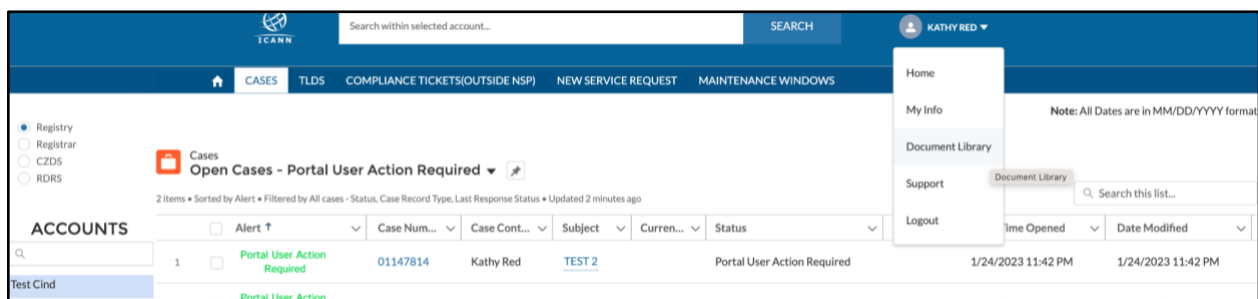 ICANN
Search within selected account...
SEARCH
KATHY RED
CASES TLDS COMPLIANCE TICKETS(OUTSIDE NSP) NEW SERVICE REQUEST MAINTENANCE WINDOWS
Home
My Info
Document Library
Document Library
Support
Logout
Note: All Dates are in MM/DD/YYYY format
Registry
Registrar
CZDS
RDRS
Cases
Open Cases - Portal User Action Required
2 items • Sorted by Alert • Filtered by All cases - Status, Case Record Type, Last Response Status • Updated 2 minutes ago
Search this list...
ACCOUNTS
Test Cind
Alert ↑ Case Num... Case Cont... Subject Curren... Status Time Opened Date Modified
1 Portal User Action Required 01147814 Kathy Red TEST 2 Portal User Action Required 1/24/2023 11:42 PM 1/24/2023 11:42 PM
Portal User Action